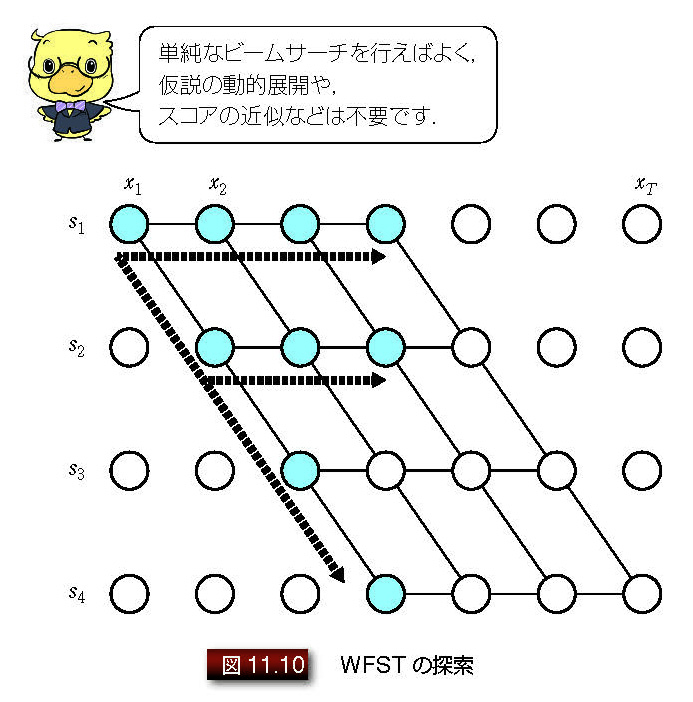 単純なビームサーチを行えばよく,
仮説の動的展開や,
スコアの近似などは不要です.
x1 x2 xT
s1
s2
s3
s4
図 11.10 WFST の探索